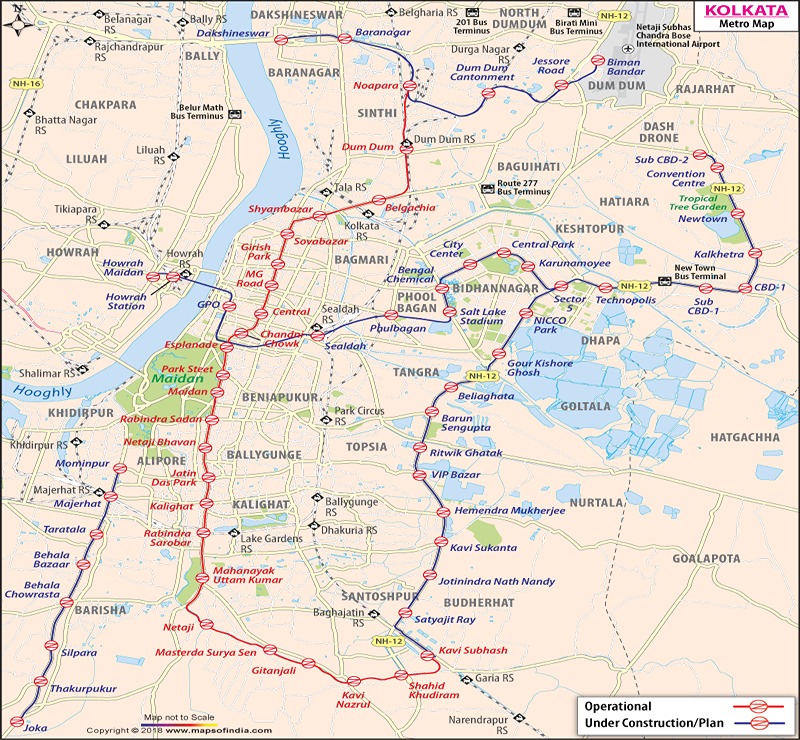 KOLKATA
Metro Map
N
DAKSHINESWAR
Belgharia RS
NORTH
DUMDUM
201 Bus
Terminus
Birati Mini
Bus Terminus
NH-12
Netaji Subhas
Chandra Bose
International Airport
Belanagar
RS
Bally RS
Rajchandrapur
RS
BALLY
Dakshineswar
Baranagar
BARANAGAR
Durga Nagar
RS
Jessore
Road
Biman
Bandar
Dum Dum
Cantonment
DUM DUM
RAJARHAT
NH-16
CHAKPARA
Belur Math
Bus Terminus
Noapara
SINTHI
Bhatta Nagar
RS
DASH
DRONE
LILUAH
Liluah
RS
Hooghly
Dum Dum
Dum Dum RS
BAGUIHATI
Sub CBD-2
Convention
Centre
NH-12
Route 277
Bus Terminus
Tala RS
Belgachia
HATIARA
Tropical
Tree Garden
Newtown
Tikiapara
RS
Shyambazar
Kolkata
RS
Sovabazar
KESHTOPUR
HOWRAH
Howrah
RS
Girish
Park
BAGMARI
City
Center
Central Park
Karunamoyee
Kalkhetra
Howrah
Maidan
Howrah
Station
MG
Road
Bengal
Chemical
BIDHANNAGAR
New Town
Bus Terminal
NH-12
GPO
Central
PHOOL
BAGAN
Sector
5
Technopolis
Sub
CBD-1
CBD-1
Sealdah
RS
Salt Lake
Stadium
NICCO
Park
Chandni
Chowk
Phulbagan
Esplanade
Sealdah
DHAPA
Shalimar RS
Park Steet
Maidan
Maidan
TANGRA
NH-12
Gour Kishore
Ghosh
Hooghly
BENIAPUKUR
Beliaghata
GOLTALA
KHIDIRPUR
Rabindra Sadan
Park Circus
RS
Barun
Sengupta
Khidirpur RS
Netaji Bhavan
TOPSIA
HATGACHHA
Mominpur
ALIPORE
BALLYGUNGE
Ritwik Ghatak
Jatin
Das Park
VIP Bazar
Majerhat RS
Majerhat
Kalighat
KALIGHAT
Ballygunge
RS
NURTALA
Hemendra Mukherjee
Taratala
Rabindra
Sarobar
Lake Gardens
RS
Dhakuria RS
Kavi Sukanta
GOALAPOTA
Behala
Bazaar
Mahanayak
Uttam Kumar
Jotinindra Nath Nandy
Behala
Chowrasta
BARISHA
SANTOSHPUR
BUDHERHAT
Baghajatin
RS
Satyajit Ray
Netaji
NH-12
Silpara
Masterda Surya Sen
Kavi Subhash
Gitanjali
Thakurpukur
Kavi
Nazrul
Shahid
Khudiram
Garia RS
Joka
Narendrapur
RS
Map not to Scale
Copyright © 2018 www.mapsofindia.com
Operational
Under Construction/Plan